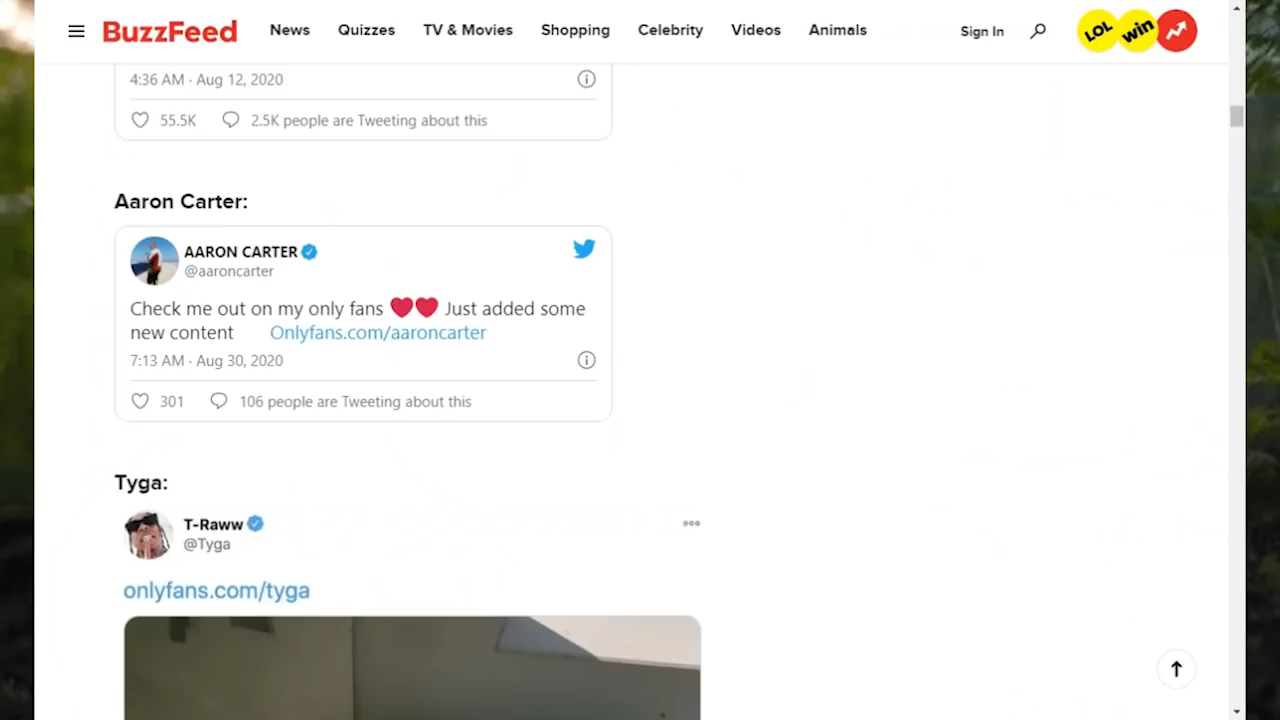 BuzzFeed News Quizzes TV & Movies Shopping Celebrity Videos Animals Sign In LOL win
4:36 AM · Aug 12, 2020
55.5K 2.5K people are Tweeting about this
Aaron Carter:
AARON CARTER
@aaroncarter
Check me out on my only fans ❤️❤️ Just added some
new content Onlyfans.com/aaroncarter
7:13 AM · Aug 30, 2020
301 106 people are Tweeting about this
Tyga:
T-Raww
@Tyga
onlyfans.com/tyga